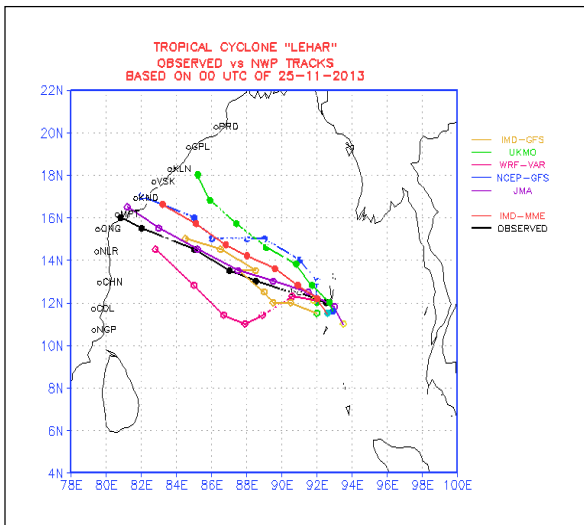 TROPICAL CYCLONE "LEHAR"
OBSERVED vs NWP TRACKS
BASED ON 00 UTC OF 25-11-2013
22N
20N
18N
16N
14N
12N
10N
8N
6N
4N
PRD
GPL
KLN
VSK
KND
MPT
ONG
NLR
CHN
CDL
NGP
IMD-GFS
UKMO
WRF-VAR
NCEP-GFS
JMA
IMD-MME
OBSERVED
78E 80E 82E 84E 86E 88E 90E 92E 94E 96E 98E 100E